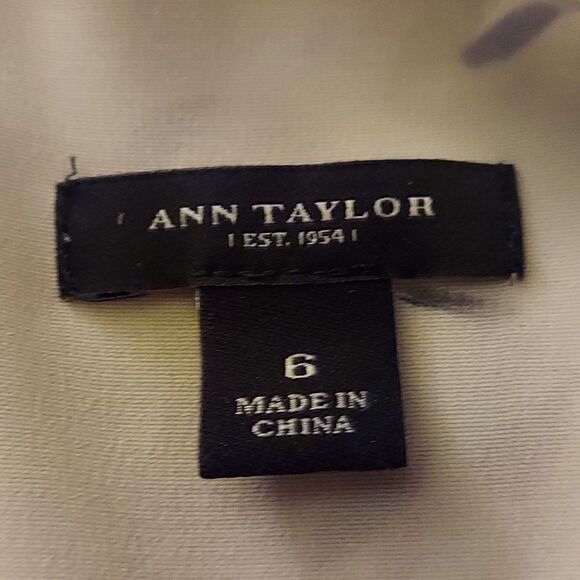 ANN TAYLOR
| EST. 1954 |
6
MADE IN
CHINA